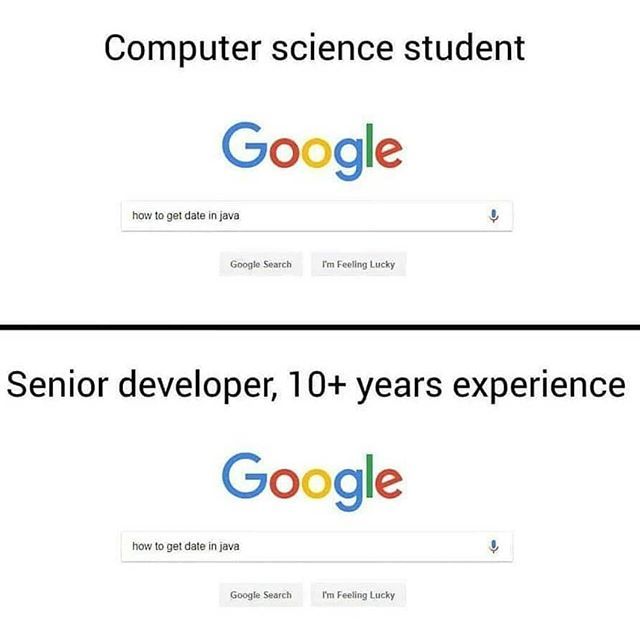 Computer science student
Google
how to get date in java
Google Search I'm Feeling Lucky
Senior developer, 10+ years experience
Google
how to get date in java
Google Search I'm Feeling Lucky